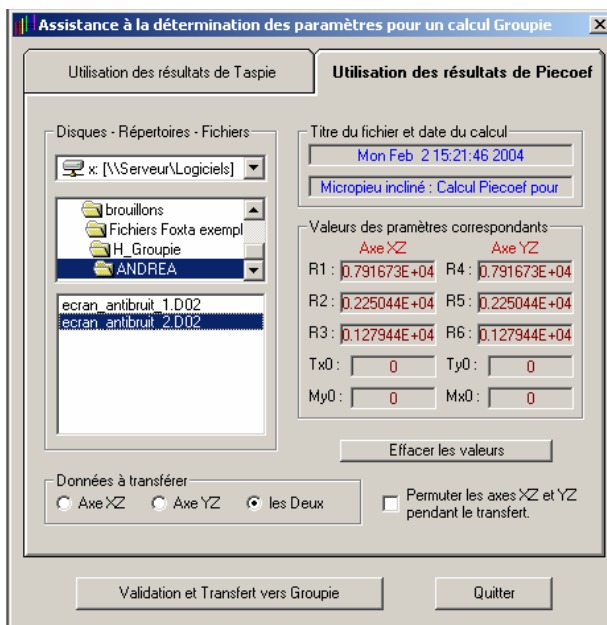 Assistance à la détermination des paramètres pour un calcul Groupie
Utilisation des résultats de Taspie
Utilisation des résultats de Piecoef
Disques - Répertoires - Fichiers
x: [\\Serveur\Logiciels]
brouillons
Fichiers Foxta exempl
H_Groupie
ANDREA
ecran_antibruit_1.D02
ecran_antibruit_2.D02
Titre du fichier et date du calcul
Mon Feb 2 15:21:46 2004
Micropieu incliné : Calcul Piecoef pour
Valeurs des pramètres correspondants
Axe XZ Axe YZ
R1 : 0.791673E+04 R4 : 0.791673E+04
R2 : 0.225044E+04 R5 : 0.225044E+04
R3 : 0.127944E+04 R6 : 0.127944E+04
Tx0 : 0 Ty0 : 0
My0 : 0 Mx0 : 0
Effacer les valeurs
Données à transférer
Axe XZ Axe YZ les Deux
Permuter les axes XZ et YZ
pendant le transfert.
Validation et Transfert vers Groupie
Quitter